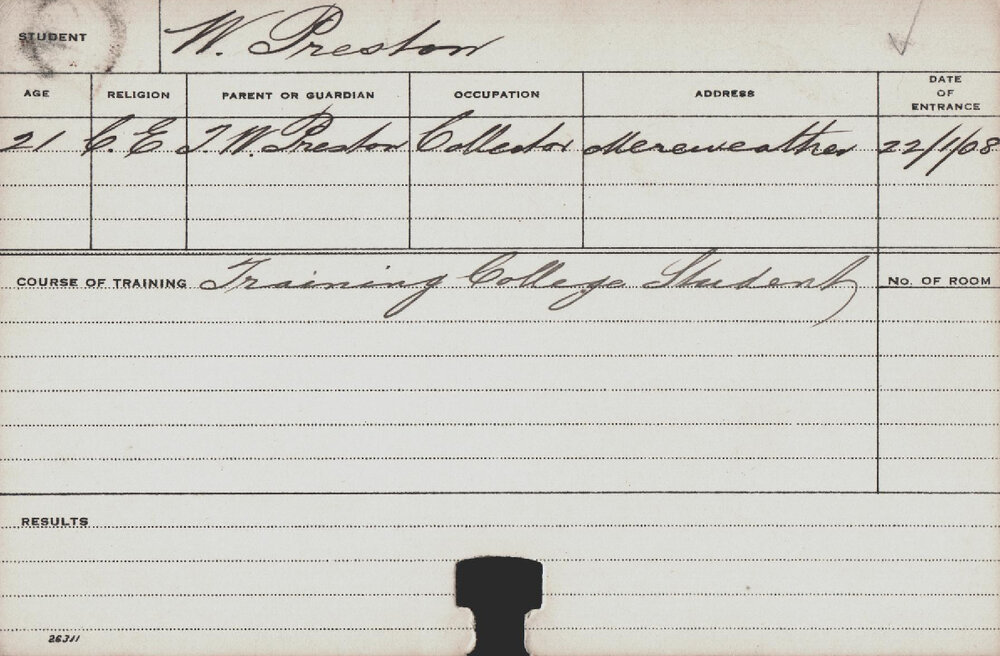 STUDENT W. Preston
AGE RELIGION PARENT OR GUARDIAN OCCUPATION ADDRESS DATE OF ENTRANCE
21 C.E J. W. Preston Collector Mereweather 22/1/08
COURSE OF TRAINING Training College Student No. OF ROOM
RESULTS
26311